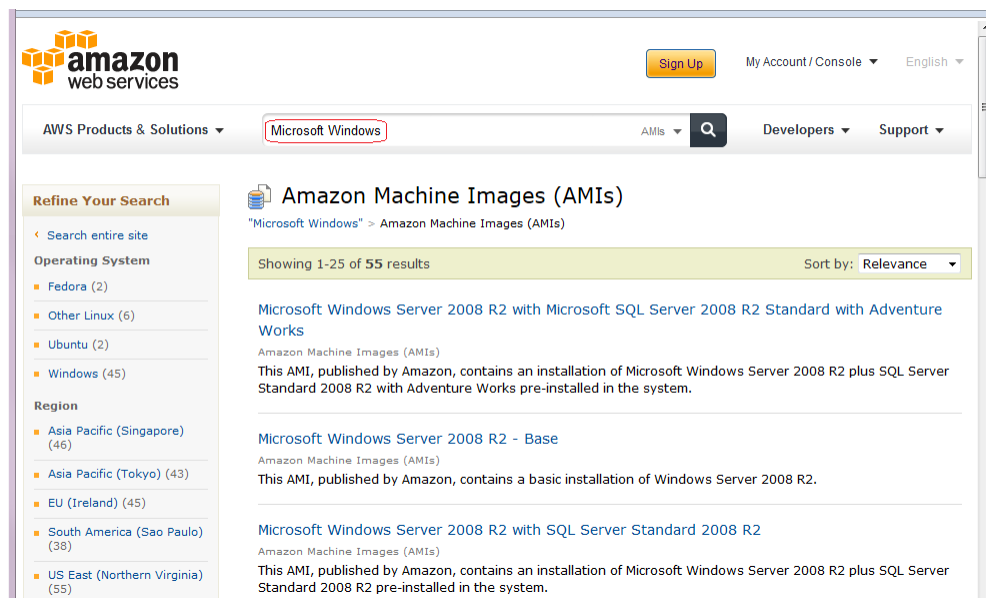 amazon
web services
Sign Up
My Account / Console
English
AWS Products & Solutions
Microsoft Windows
AMIs
Developers
Support
Refine Your Search
Search entire site
Operating System
Fedora (2)
Other Linux (6)
Ubuntu (2)
Windows (45)
Region
Asia Pacific (Singapore)
(46)
Asia Pacific (Tokyo) (43)
EU (Ireland) (45)
South America (Sao Paulo)
(38)
US East (Northern Virginia)
(55)
Amazon Machine Images (AMIs)
"Microsoft Windows" > Amazon Machine Images (AMIs)
Showing 1-25 of 55 results
Sort by: Relevance
Microsoft Windows Server 2008 R2 with Microsoft SQL Server 2008 R2 Standard with Adventure
Works
Amazon Machine Images (AMIs)
This AMI, published by Amazon, contains an installation of Microsoft Windows Server 2008 R2 plus SQL Server
Standard 2008 R2 with Adventure Works pre-installed in the system.
Microsoft Windows Server 2008 R2 - Base
Amazon Machine Images (AMIs)
This AMI, published by Amazon, contains a basic installation of Windows Server 2008 R2.
Microsoft Windows Server 2008 R2 with SQL Server Standard 2008 R2
Amazon Machine Images (AMIs)
This AMI, published by Amazon, contains an installation of Microsoft Windows Server 2008 R2 plus SQL Server
Standard 2008 R2 pre-installed in the system.